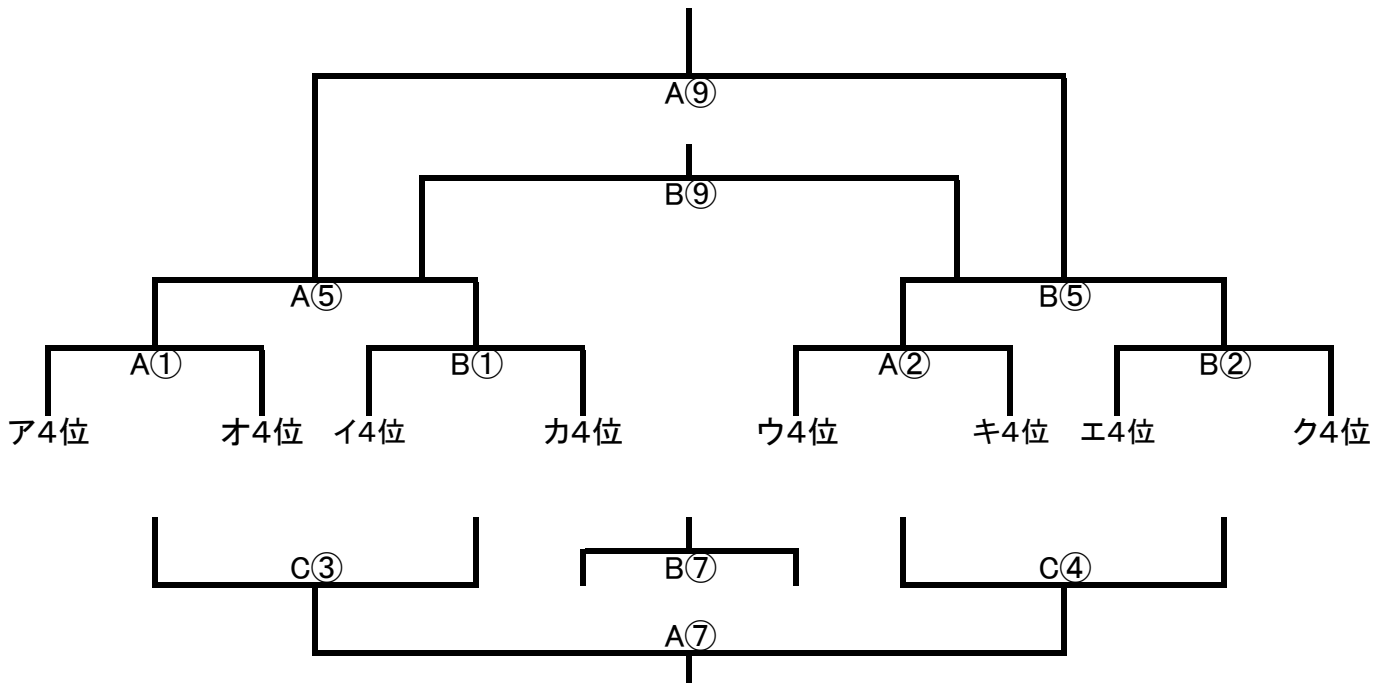 A⑨
B⑨
A⑤ B⑤
A① B① A② B②
ア4位 オ4位 イ4位 カ4位 ウ4位 キ4位 エ4位 ク4位
C③ B⑦ C④
A⑦